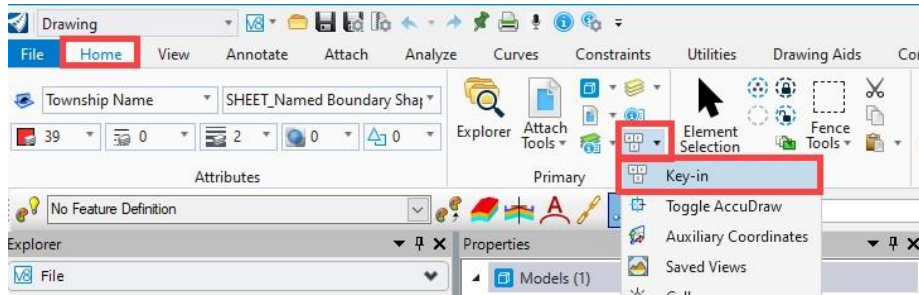 Drawing
File Home View Annotate Attach Analyze Curves Constraints Utilities Drawing Aids
Township Name SHEET_Named Boundary Shap
39 0 2 0 0
Explorer Attach Tools Element Selection Fence Tools
Attributes Primary
Key-in
No Feature Definition
Toggle AccuDraw
Explorer Properties Auxiliary Coordinates
File Models (1) Saved Views